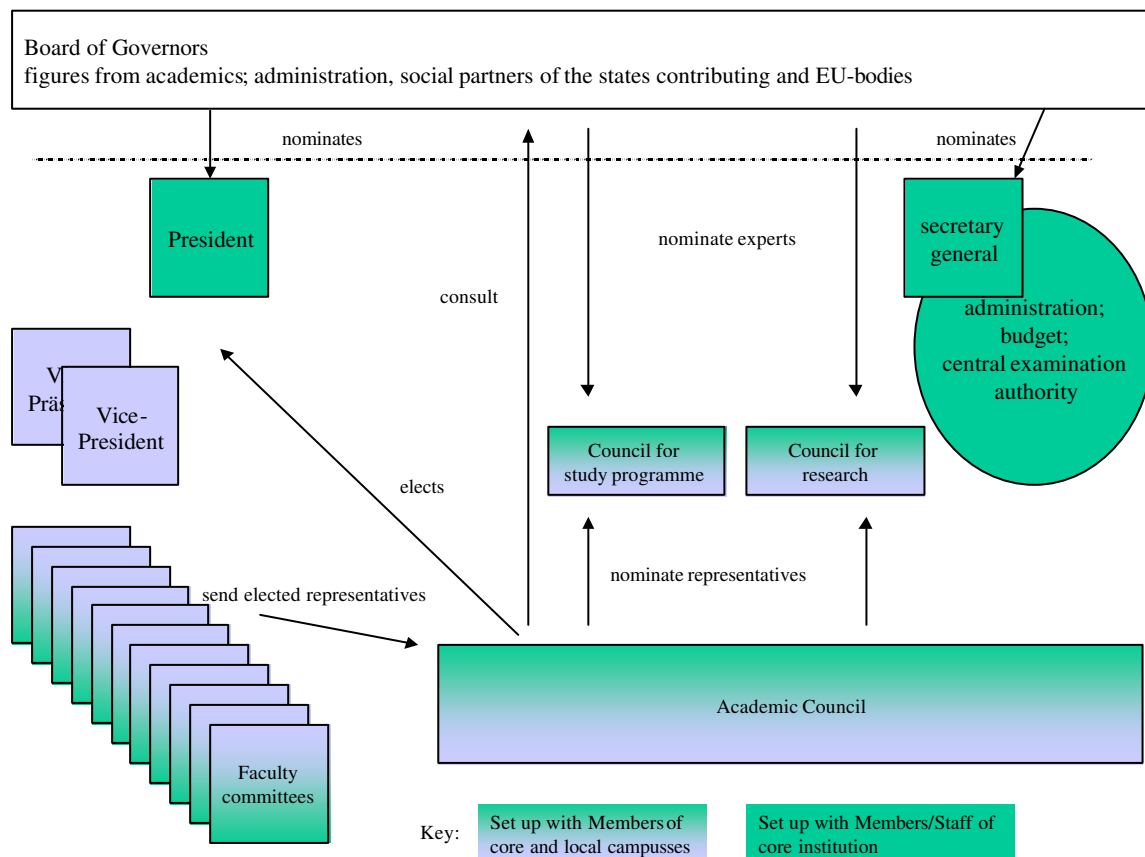 Board of Governors
figures from academics; administration, social partners of the states contributing and EU-bodies
nominates
nominates
President
secretary
general
nominate experts
consult
administration;
budget;
central examination
authority
Vice-
President
Council for
study programme
Council for
research
elects
nominate representatives
send elected representatives
Academic Council
Faculty
committees
Key:
Set up with Members of
core and local campusses
Set up with Members/Staff of
core institution